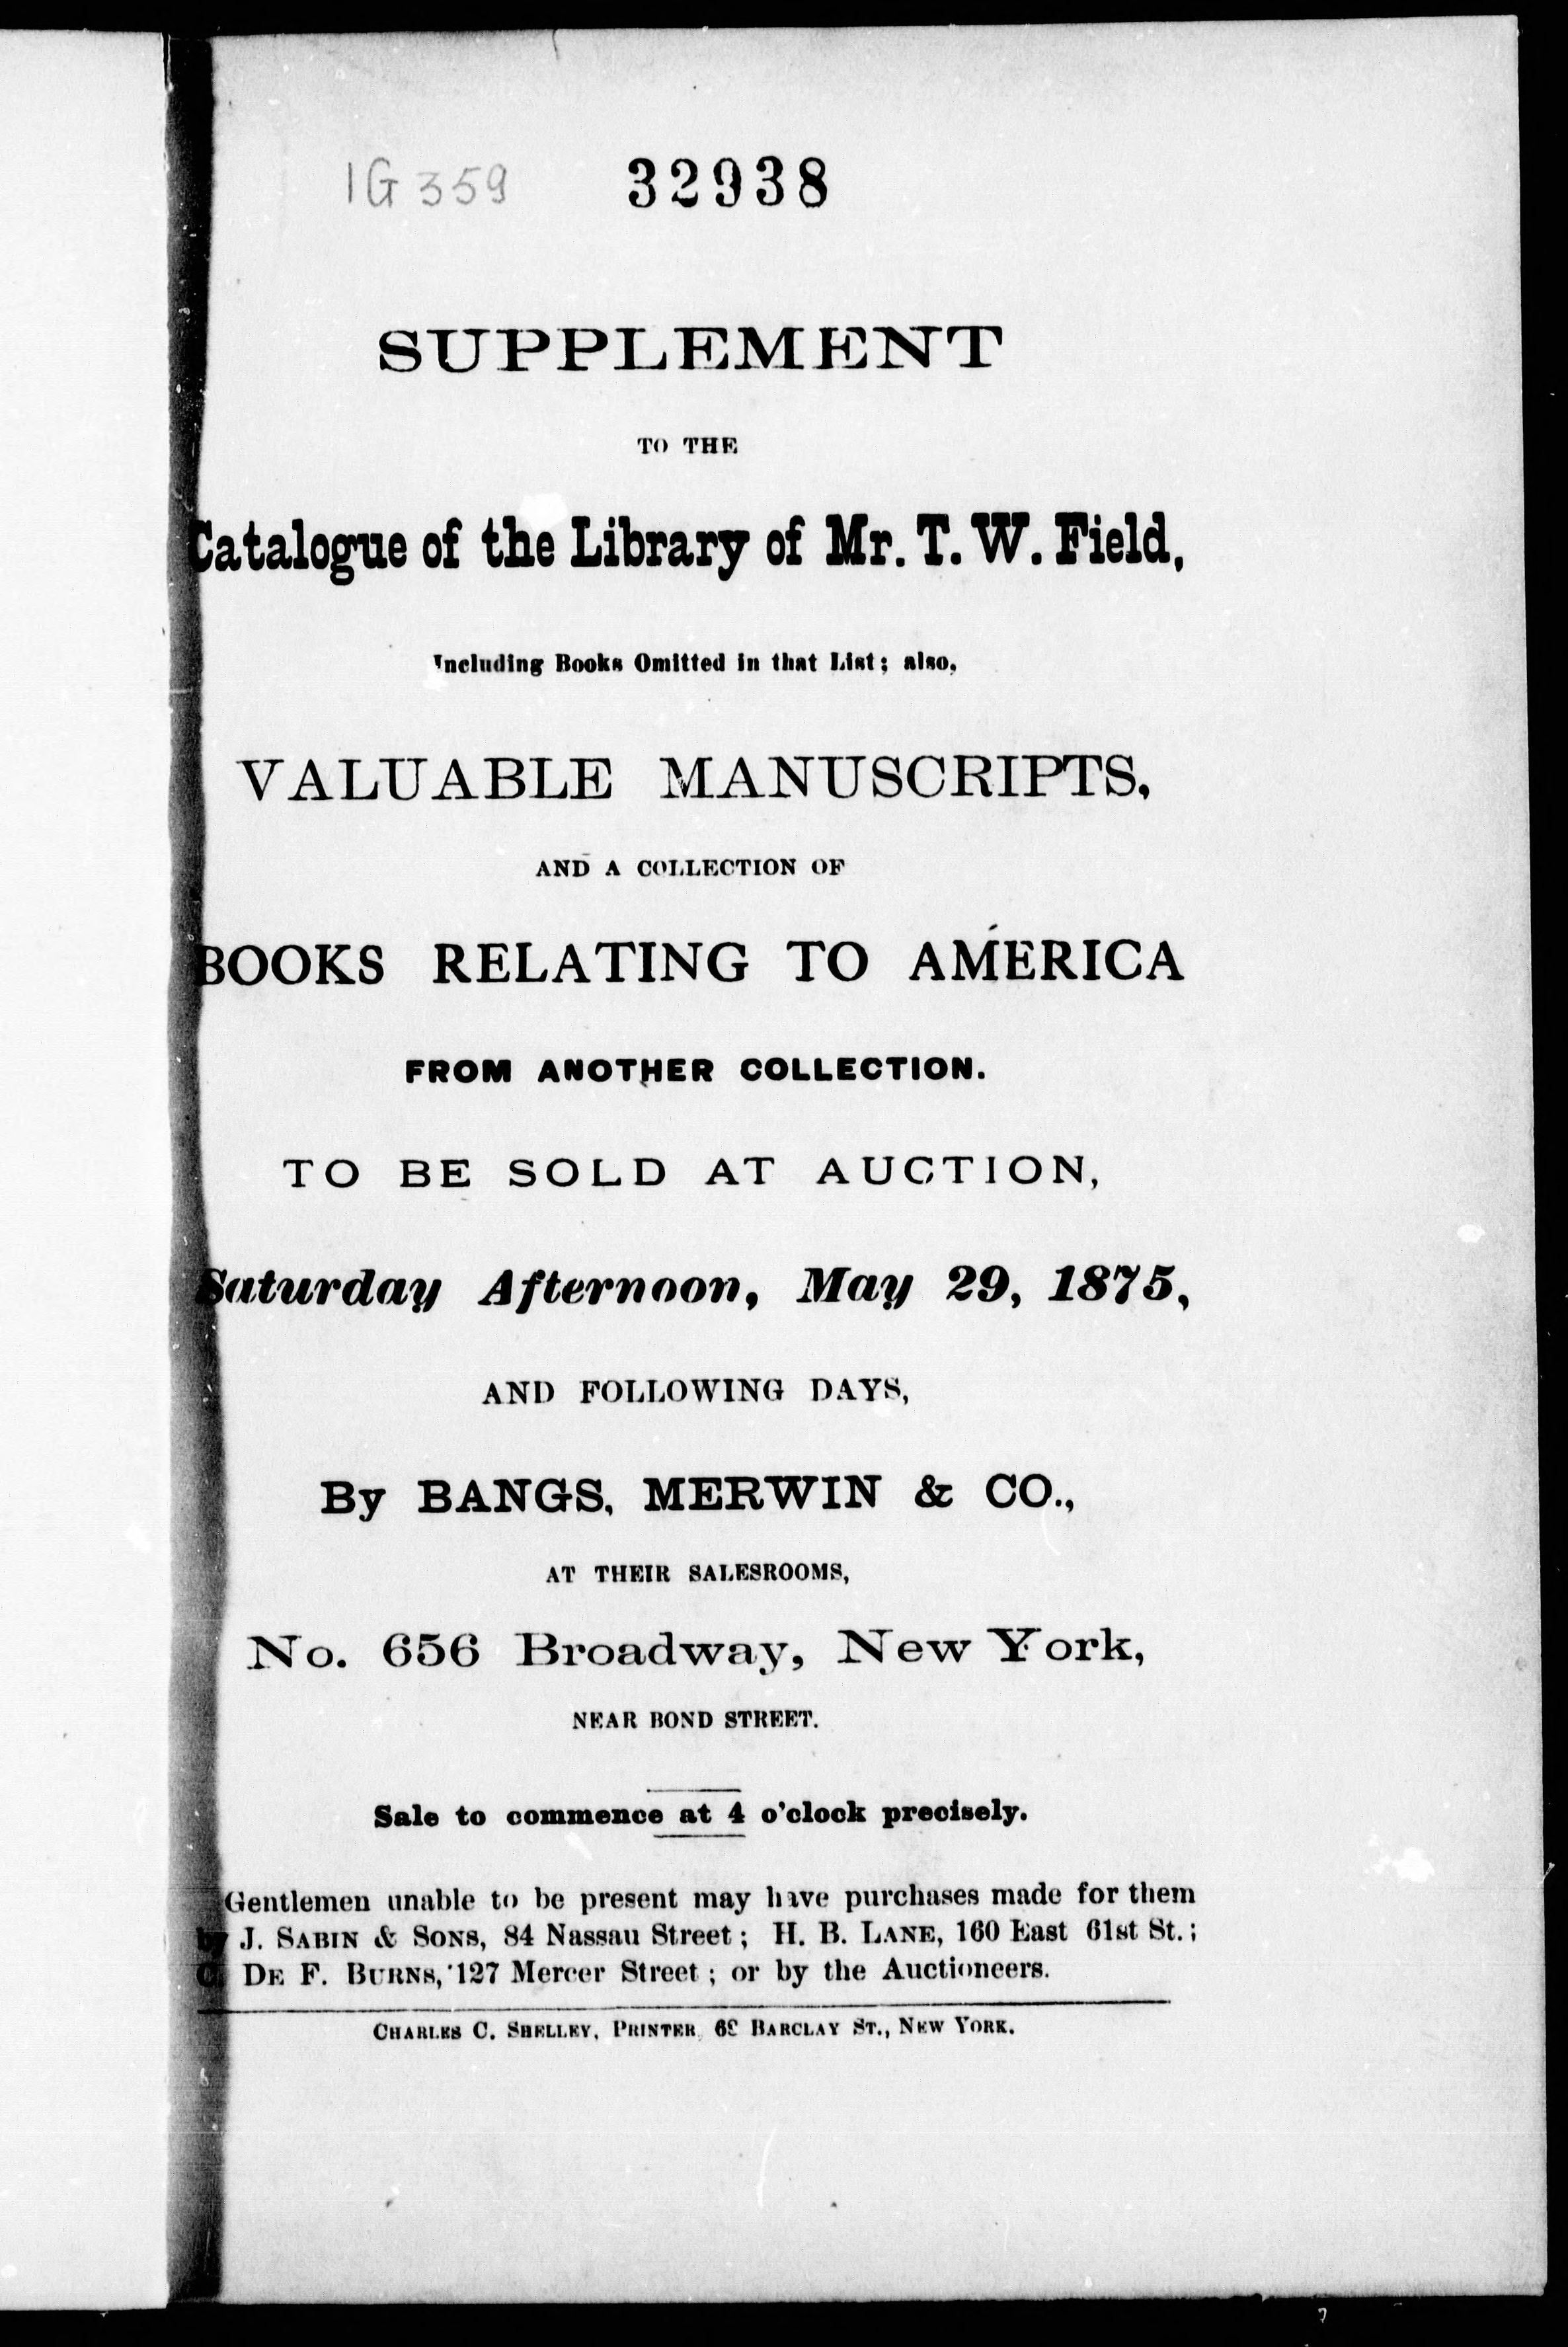 IG 359 32938
SUPPLEMENT
TO THE
Catalogue of the Library of Mr. T. W. Field,
Including Books Omitted in that List; also,
VALUABLE MANUSCRIPTS,
AND A COLLECTION OF
BOOKS RELATING TO AMERICA
FROM ANOTHER COLLECTION.
TO BE SOLD AT AUCTION,
Saturday Afternoon, May 29, 1875,
AND FOLLOWING DAYS,
By BANGS, MERWIN & CO.,
AT THEIR SALESROOMS,
No. 656 Broadway, New York,
NEAR BOND STREET.
Sale to commence at 4 o'clock precisely.
Gentlemen unable to be present may have purchases made for them
by J. SABIN & SONS, 84 Nassau Street; H. B. LANE, 160 East 61st St.;
C. DE F. BURNS, 127 Mercer Street; or by the Auctioneers.
CHARLES C. SHELLEY, PRINTER, BARCLAY ST., NEW YORK.